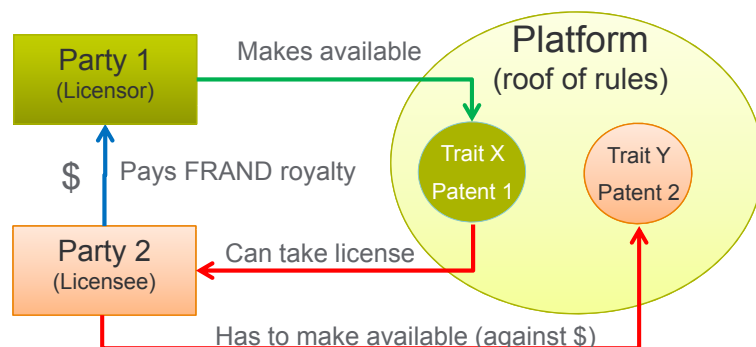 Party 1
(Licensor)
Makes available
Platform
(roof of rules)
Trait X
Patent 1
Trait Y
Patent 2
$
Pays FRAND royalty
Party 2
(Licensee)
Can take license
Has to make available (against $)